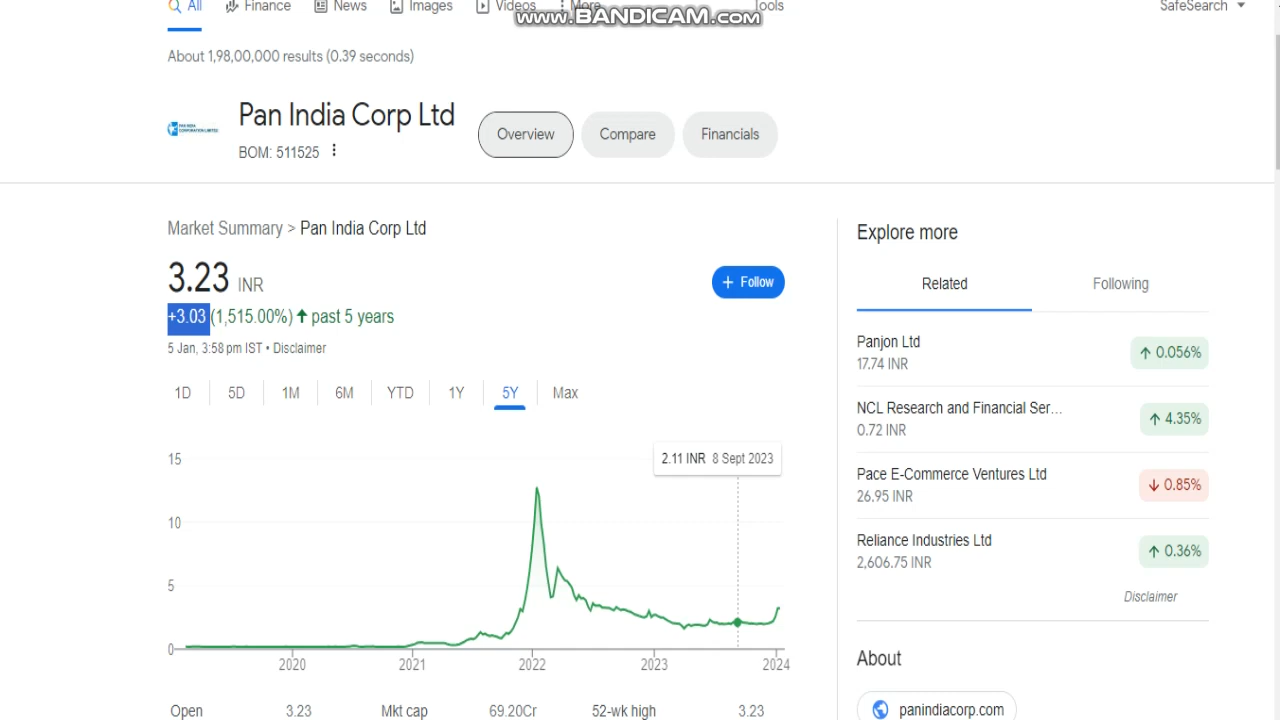 All Finance News Images Videos More Tools SafeSearch
www.BANDICAM.com
About 1,98,00,000 results (0.39 seconds)
PAN INDIA
CORPORATION LIMITED
Pan India Corp Ltd
BOM: 511525
Overview Compare Financials
Market Summary > Pan India Corp Ltd
3.23 INR
+ Follow
+3.03 (1,515.00%) ↑ past 5 years
5 Jan, 3:58 pm IST • Disclaimer
1D 5D 1M 6M YTD 1Y 5Y Max
2.11 INR 8 Sept 2023
15
10
5
0
2020 2021 2022 2023 2024
Open 3.23 Mkt cap 69.20Cr 52-wk high 3.23
Explore more
Related Following
Panjon Ltd
17.74 INR
↑ 0.056%
NCL Research and Financial Ser...
0.72 INR
↑ 4.35%
Pace E-Commerce Ventures Ltd
26.95 INR
↓ 0.85%
Reliance Industries Ltd
2,606.75 INR
↑ 0.36%
Disclaimer
About
panindiacorp.com